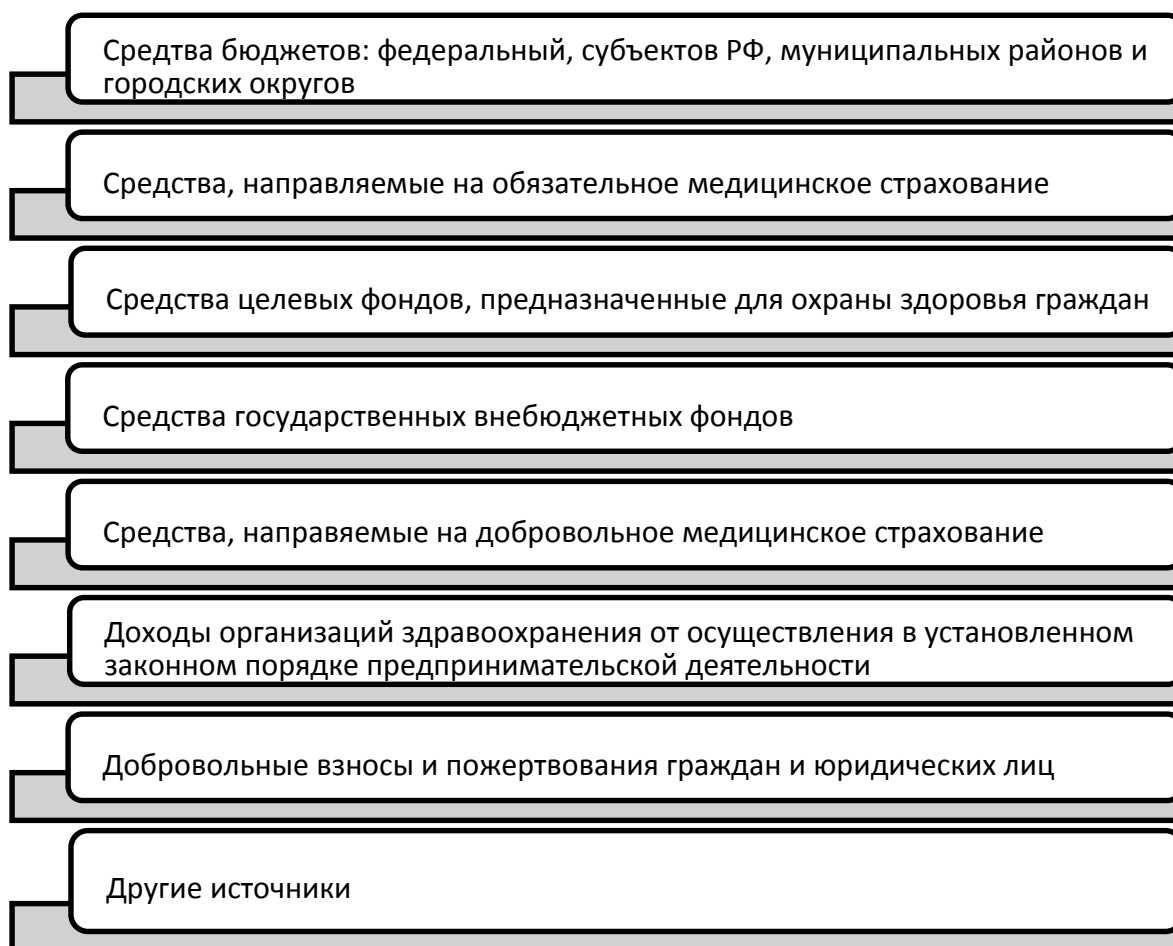 Средтва бюджетов: федеральный, субъектов РФ, муниципальных районов и
городских округов
Средства, направляемые на обязательное медицинское страхование
Средства целевых фондов, предназначенные для охраны здоровья граждан
Средства государственных внебюджетных фондов
Средства, направяемые на добровольное медицинское страхование
Доходы организаций здравоохранения от осуществления в установленном
законном порядке предпринимательской деятельности
Добровольные взносы и пожертвования граждан и юридических лиц
Другие источники